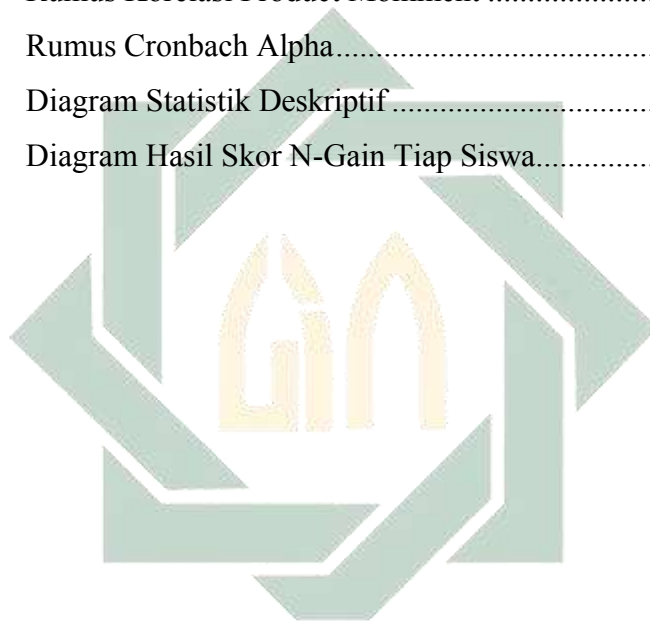 Rumus Cronbach Alpha..............................
Diagram Statistik Deskriptif .........................
Diagram Hasil Skor N-Gain Tiap Siswa............